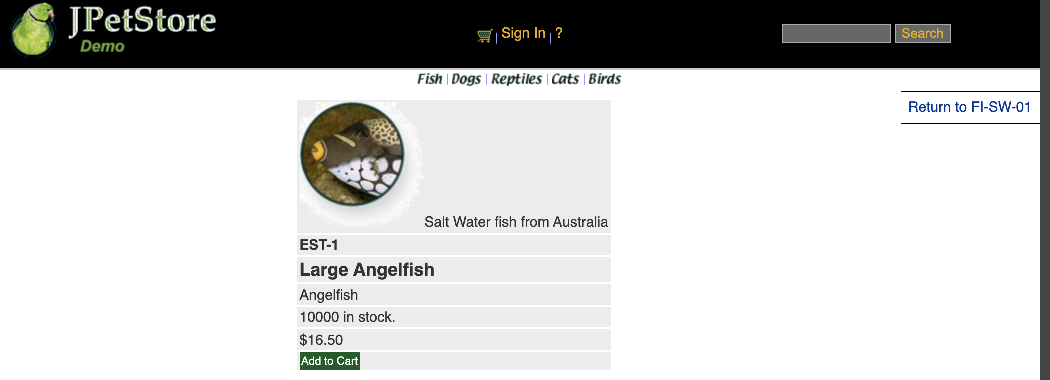 JPetStore
Demo
Sign In ?
Search
Fish Dogs Reptiles Cats Birds
Return to FI-SW-01
Salt Water fish from Australia
EST-1
Large Angelfish
Angelfish
10000 in stock.
$16.50
Add to Cart